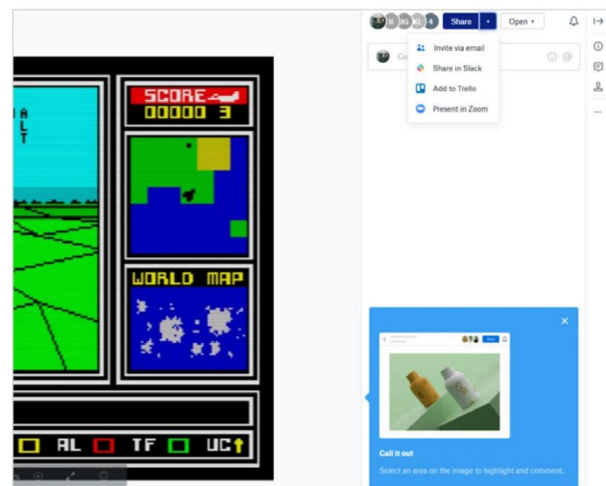 A
L
T
SCORE
00000 3
WORLD MAP
AL TF UC
Share
Open
Invite via email
Share in Slack
Add to Trello
Present in Zoom
Call it out
Select an area on the image to highlight and comment.